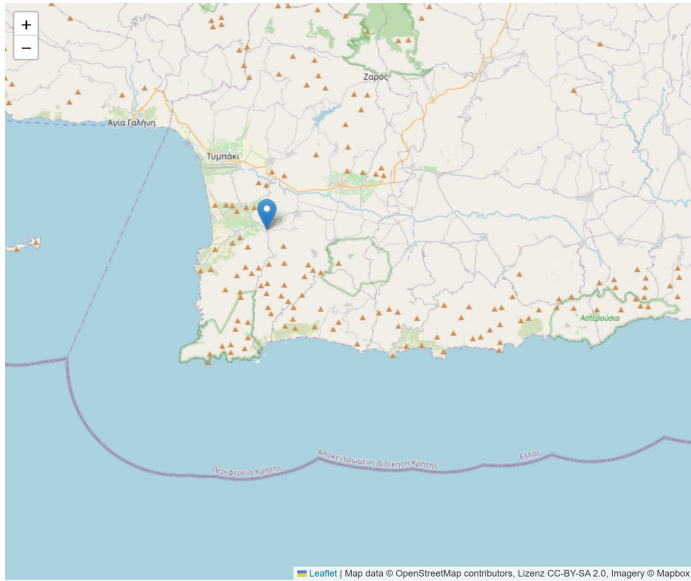 +
−
Ζαρός
Αγία Γαλήνη
Τυμπάκι
Αστερούσια
Περιφέρεια Κρήτης
Αποκεντρωμένη Διοίκηση Κρήτης
Ελλάς
Leaflet | Map data © OpenStreetMap contributors, Lizenz CC-BY-SA 2.0, Imagery © Mapbox